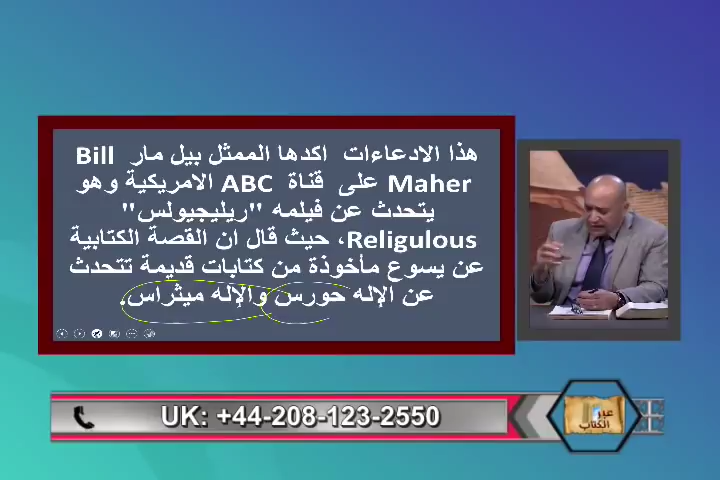 هذا الادعاءات اكدها الممثل بيل مار Bill
Maher على قناة ABC الامريكية وهو
يتحدث عن فيلمه "ريليجيولس"
Religulous، حيث قال ان القصة الكتابية
عن يسوع مأخوذة من كتابات قديمة تتحدث
عن الإله حورس والإله ميثراس.
UK: +44-208-123-2550
عبر الكتاب